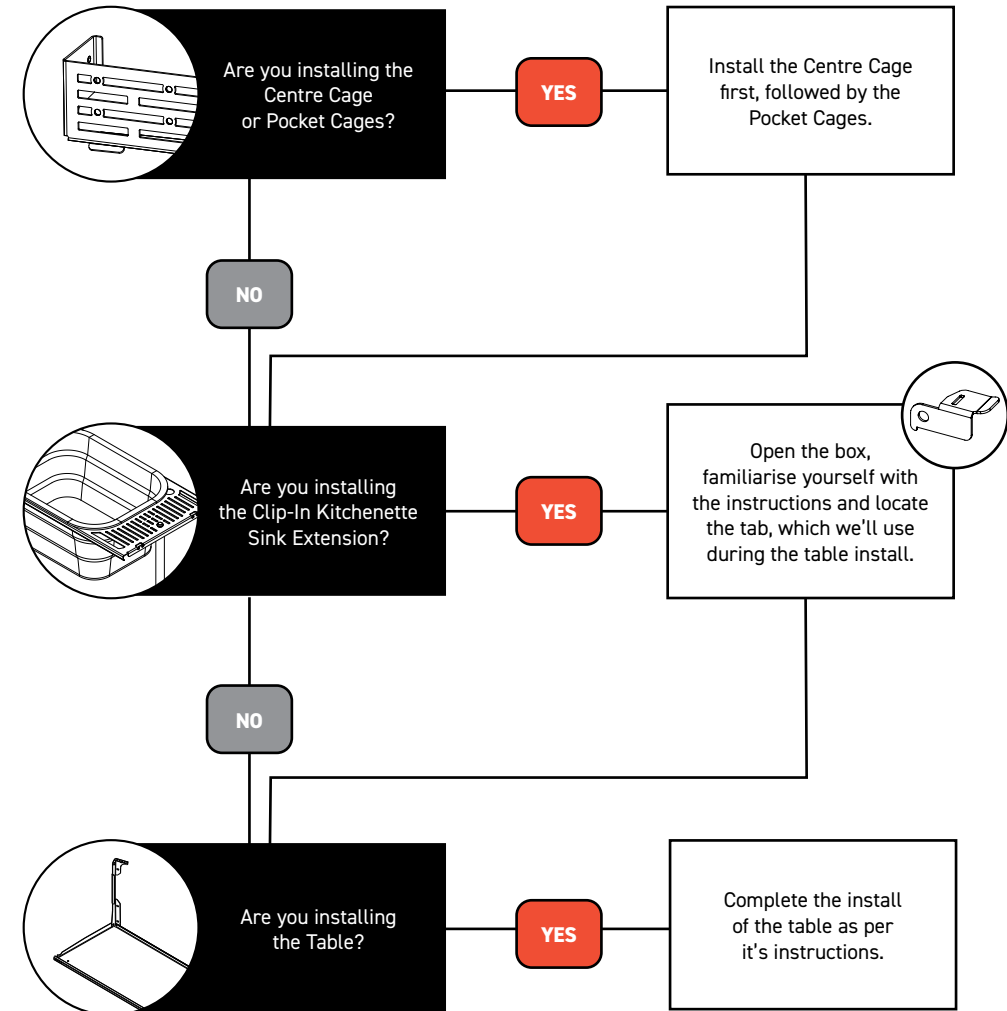 Are you installing the
Centre Cage
or Pocket Cages?
YES
Install the Centre Cage
first, followed by the
Pocket Cages.
NO
Are you installing
the Clip-In Kitchenette
Sink Extension?
YES
Open the box,
familiarise yourself with
the instructions and locate
the tab, which we'll use
during the table install.
NO
Are you installing
the Table?
YES
Complete the install
of the table as per
it's instructions.